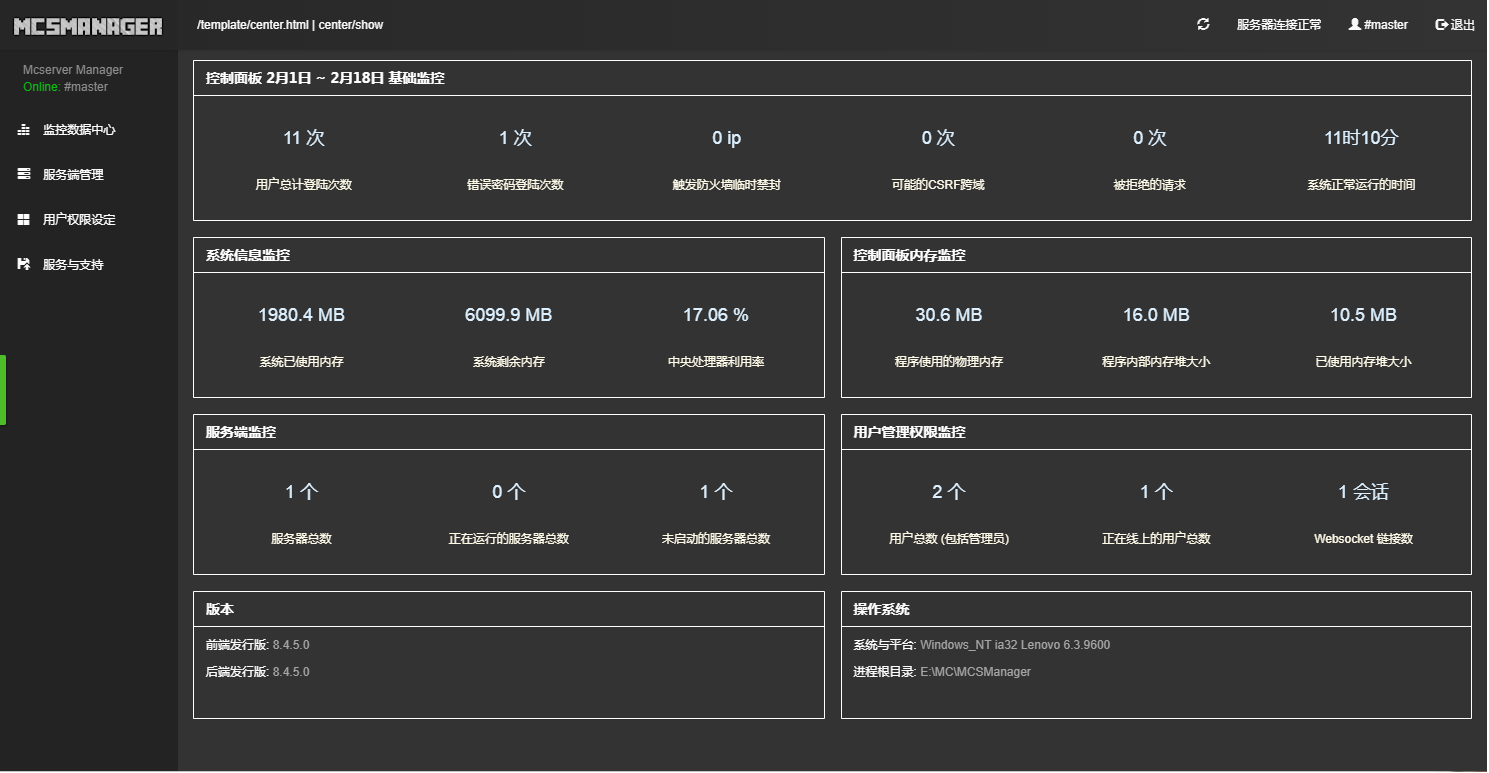 MCSMANAGER
/template/center.html | center/show
服务器连接正常
#master
退出
Mcserver Manager
Online: #master
监控数据中心
服务端管理
用户权限设定
服务与支持
控制面板 2月1日 ~ 2月18日 基础监控
11 次 1 次 0 ip 0 次 0 次 11时10分
用户总计登陆次数 错误密码登陆次数 触发防火墙临时禁封 可能的CSRF跨域 被拒绝的请求 系统正常运行的时间
系统信息监控
1980.4 MB 6099.9 MB 17.06 %
系统已使用内存 系统剩余内存 中央处理器利用率
控制面板内存监控
30.6 MB 16.0 MB 10.5 MB
程序使用的物理内存 程序内部内存堆大小 已使用内存堆大小
服务端监控
1 个 0 个 1 个
服务器总数 正在运行的服务器总数 未启动的服务器总数
用户管理权限监控
2 个 1 个 1 会话
用户总数 (包括管理员) 正在线上的用户总数 Websocket 链接数
版本
前端发行版: 8.4.5.0
后端发行版: 8.4.5.0
操作系统
系统与平台: Windows_NT ia32 Lenovo 6.3.9600
进程根目录: E:\MC\MCSManager